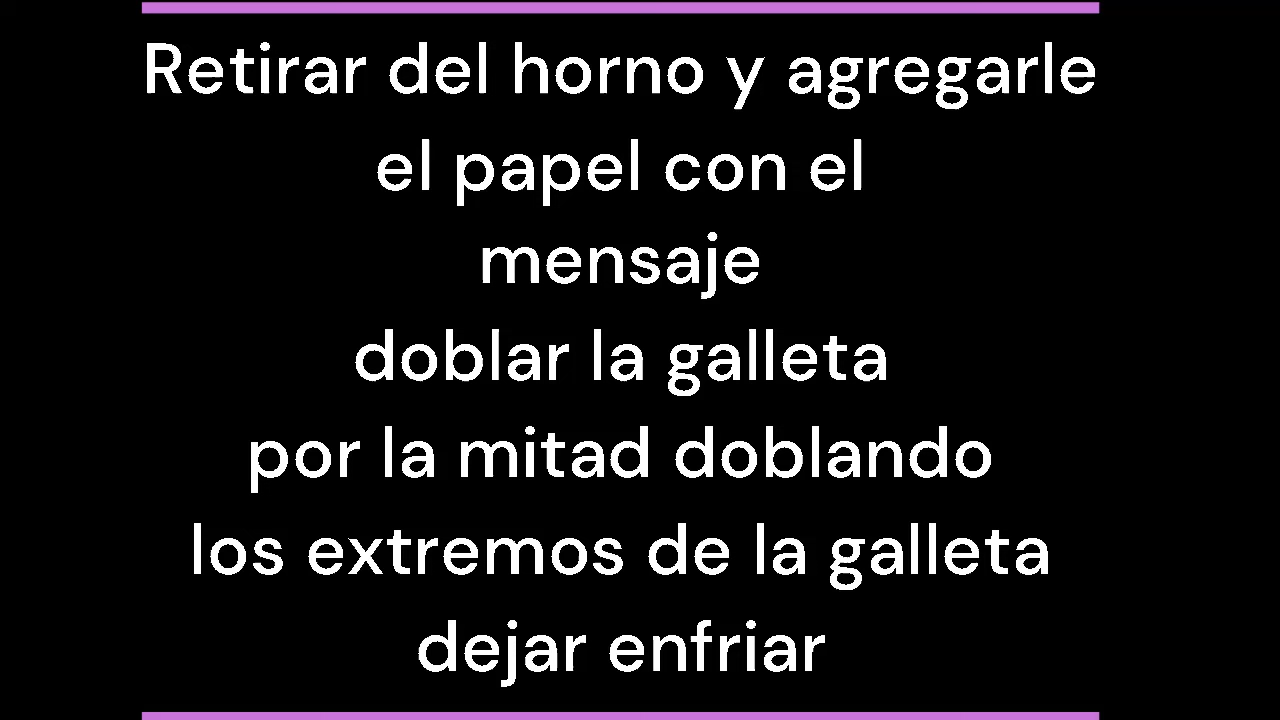 Retirar del horno y agregarle
el papel con el
mensaje
doblar la galleta
por la mitad doblando
los extremos de la galleta
dejar enfriar